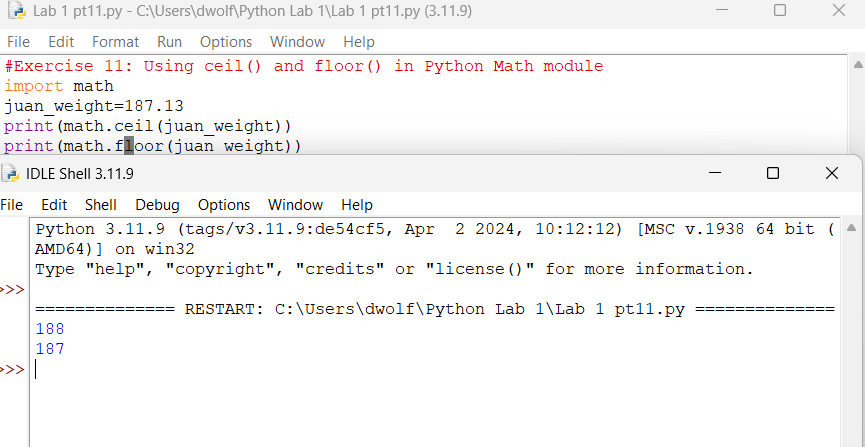 Lab 1 pt11.py - C:\Users\dwolf\Python Lab 1\Lab 1 pt11.py (3.11.9)
File Edit Format Run Options Window Help
#Exercise 11: Using ceil() and floor() in Python Math module
import math
juan_weight=187.13
print(math.ceil(juan_weight))
print(math.floor(juan_weight))
IDLE Shell 3.11.9
File Edit Shell Debug Options Window Help
Python 3.11.9 (tags/v3.11.9:de54cf5, Apr  2 2024, 10:12:12) [MSC v.1938 64 bit (
AMD64)] on win32
Type "help", "copyright", "credits" or "license()" for more information.
>>>
============== RESTART: C:\Users\dwolf\Python Lab 1\Lab 1 pt11.py ==============
188
187
>>>